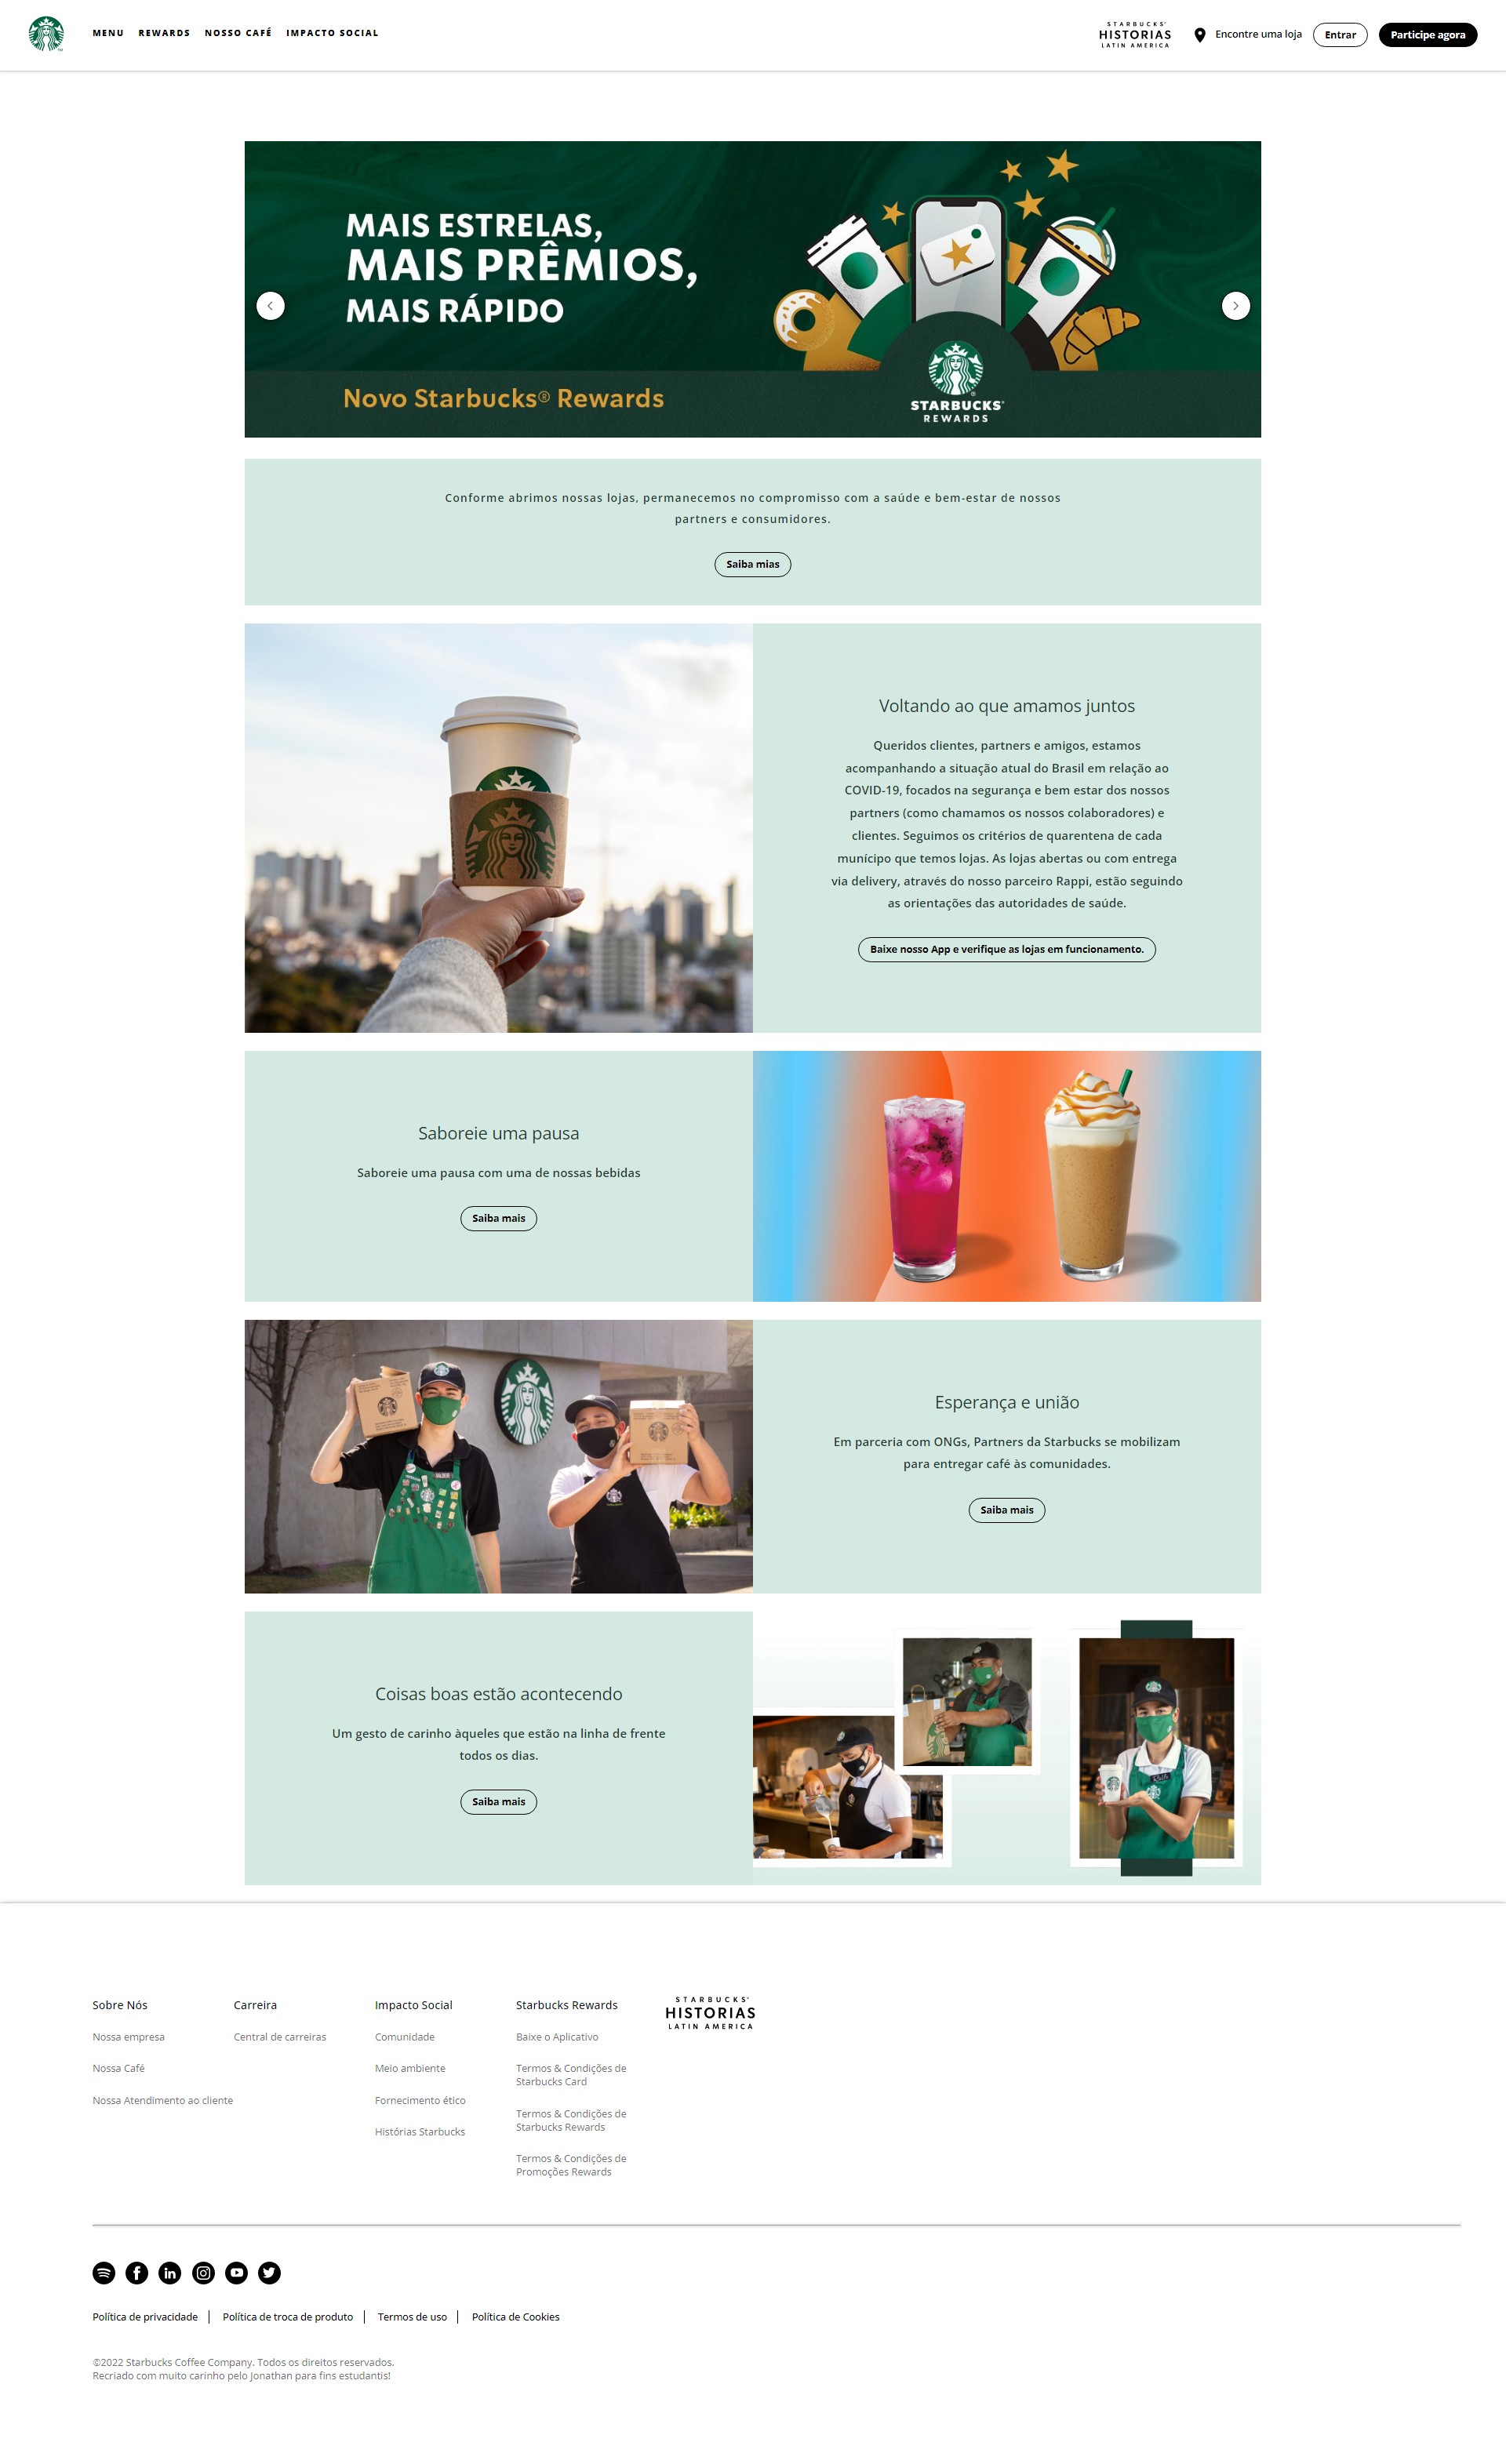 MENU REWARDS NOSSO CAFÉ IMPACTO SOCIAL
STARBUCKS®
HISTORIAS
LATIN AMERICA
Encontre uma loja
Entrar
Participe agora
MAIS ESTRELAS,
MAIS PRÊMIOS,
MAIS RÁPIDO
Novo Starbucks® Rewards
STARBUCKS®
REWARDS
Conforme abrimos nossas lojas, permanecemos no compromisso com a saúde e bem-estar de nossos
partners e consumidores.
Saiba mias
Voltando ao que amamos juntos
Queridos clientes, partners e amigos, estamos
acompanhando a situação atual do Brasil em relação ao
COVID-19, focados na segurança e bem estar dos nossos
partners (como chamamos os nossos colaboradores) e
clientes. Seguimos os critérios de quarentena de cada
munícipo que temos lojas. As lojas abertas ou com entrega
via delivery, através do nosso parceiro Rappi, estão seguindo
as orientações das autoridades de saúde.
Baixe nosso App e verifique as lojas em funcionamento.
Saboreie uma pausa
Saboreie uma pausa com uma de nossas bebidas
Saiba mais
Esperança e união
Em parceria com ONGs, Partners da Starbucks se mobilizam
para entregar café às comunidades.
Saiba mais
Coisas boas estão acontecendo
Um gesto de carinho àqueles que estão na linha de frente
todos os dias.
Saiba mais
Sobre Nós
Nossa empresa
Nossa Café
Nossa Atendimento ao cliente
Carreira
Central de carreiras
Impacto Social
Comunidade
Meio ambiente
Fornecimento ético
Histórias Starbucks
Starbucks Rewards
Baixe o Aplicativo
Termos & Condições de
Starbucks Card
Termos & Condições de
Starbucks Rewards
Termos & Condições de
Promoções Rewards
STARBUCKS®
HISTORIAS
LATIN AMERICA
Política de privacidade
Política de troca de produto
Termos de uso
Política de Cookies
©2022 Starbucks Coffee Company. Todos os direitos reservados.
Recriado com muito carinho pelo Jonathan para fins estudantis!